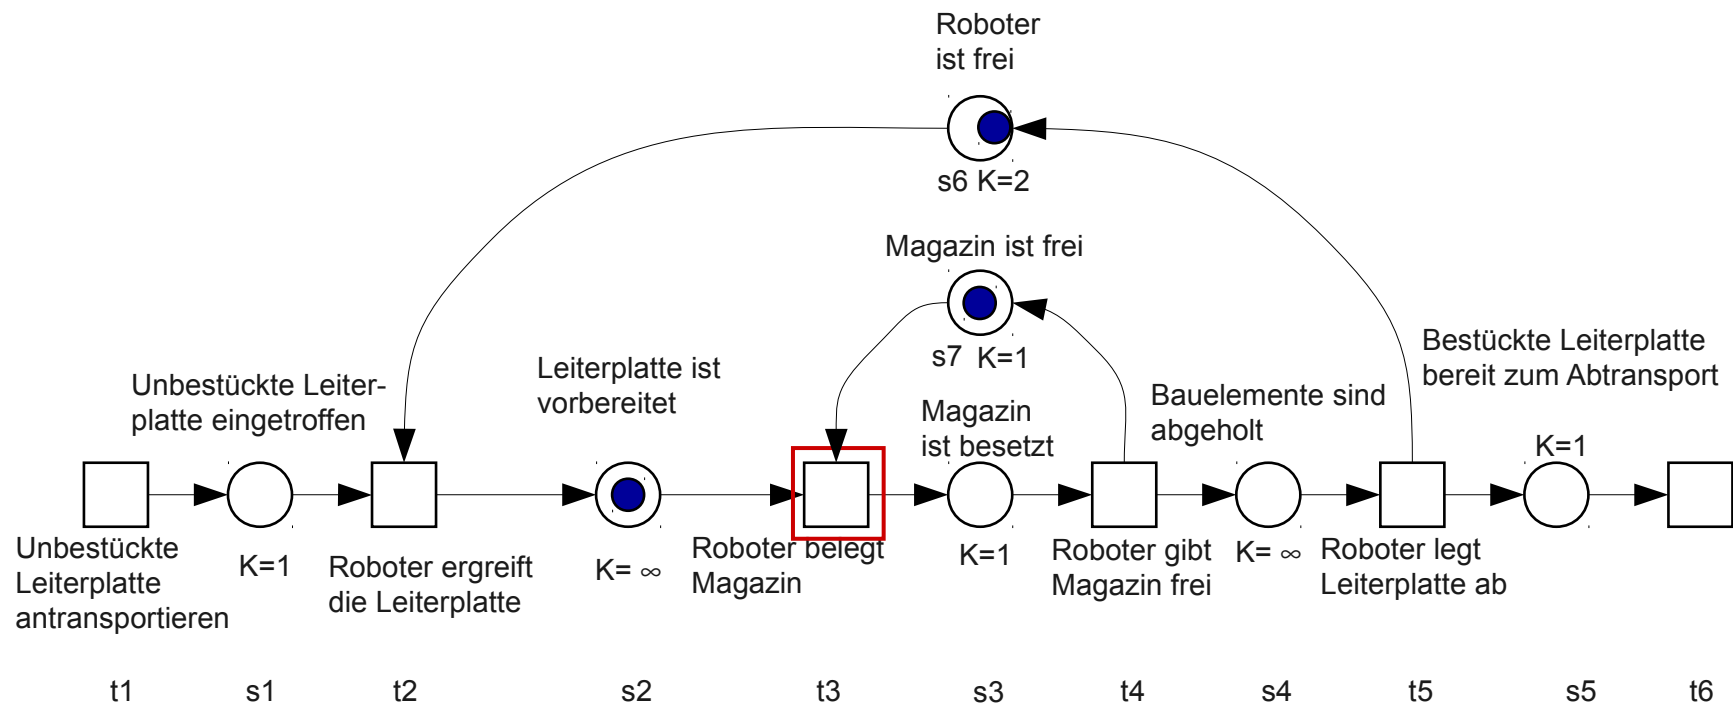 Roboter
ist frei
s6 K=2
Magazin ist frei
s7 K=1
Unbestückte Leiter-
platte eingetroffen
Leiterplatte ist
vorbereitet
Magazin
ist besetzt
Bauelemente sind
abgeholt
Bestückte Leiterplatte
bereit zum Abtransport
K=1
Unbestückte
Leiterplatte
antransportieren
K=1
Roboter ergreift
die Leiterplatte
K= ∞
Roboter belegt
Magazin
K=1
Roboter gibt
Magazin frei
K= ∞
Roboter legt
Leiterplatte ab
t1 s1 t2 s2 t3 s3 t4 s4 t5 s5 t6